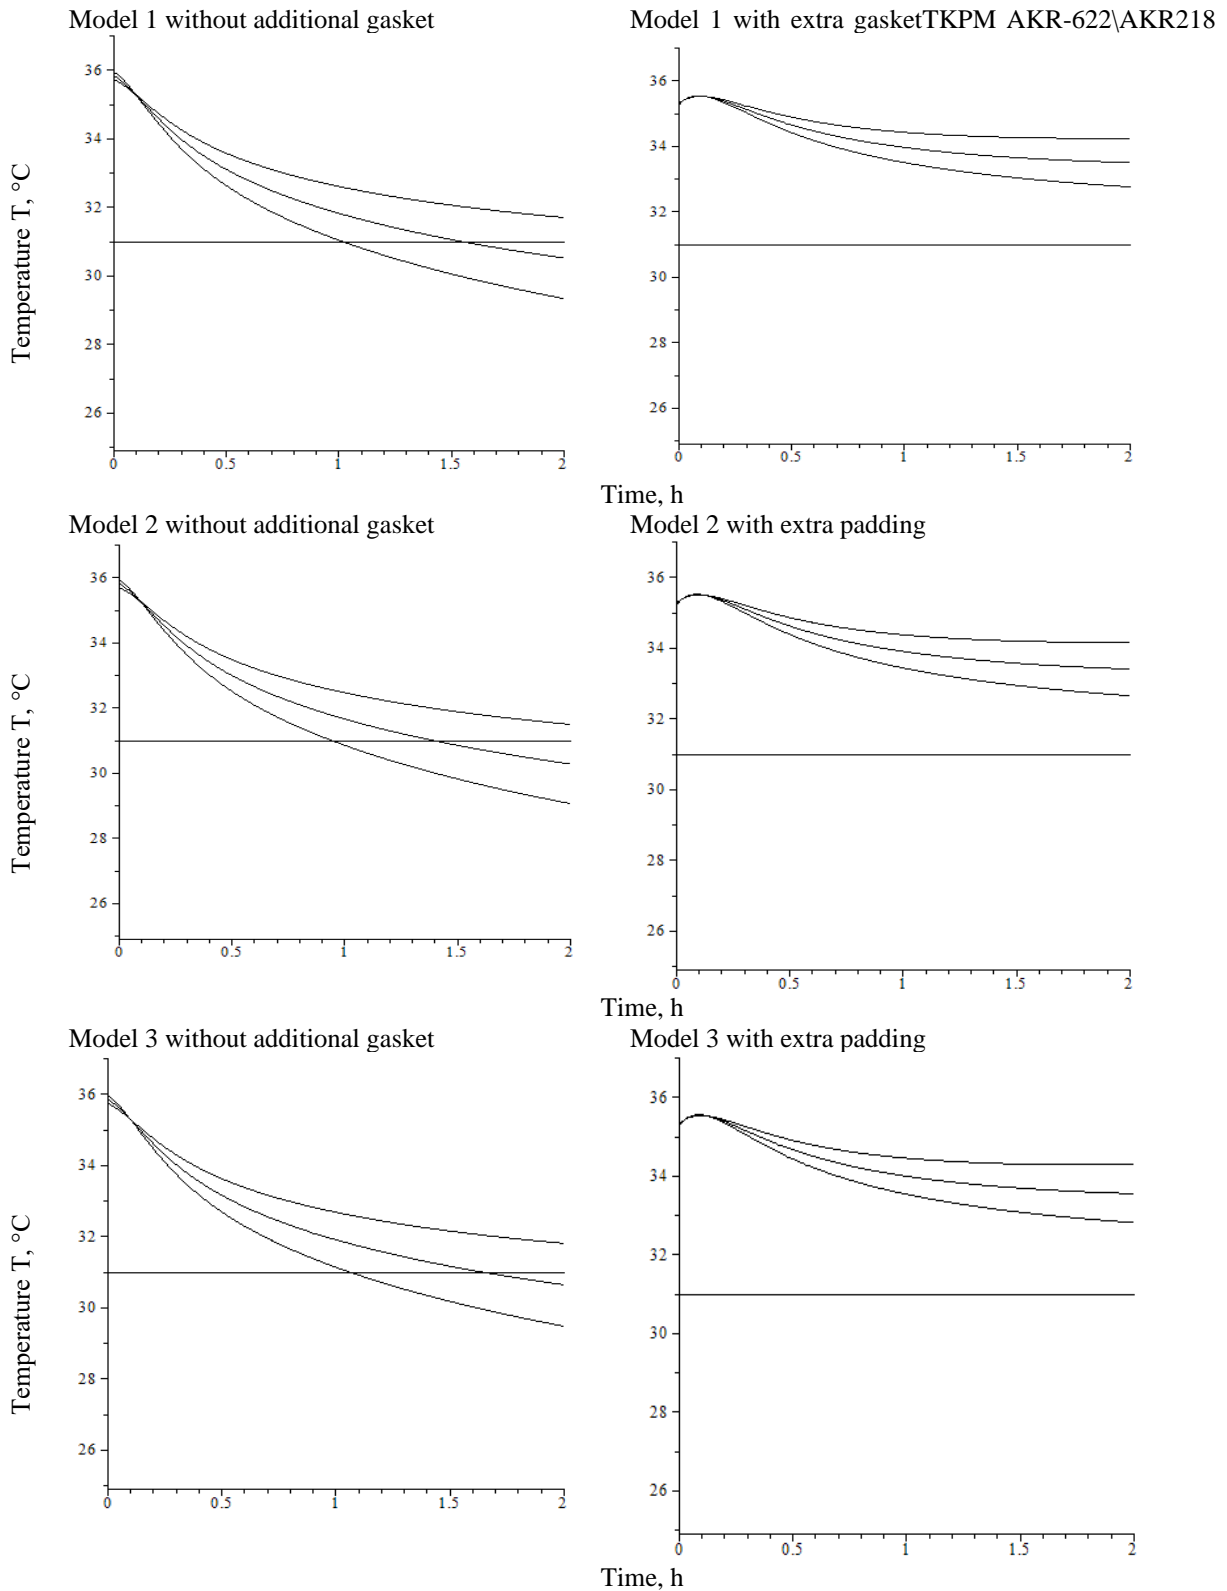 Model 1 without additional gasket
Model 1 with extra gasketTKPM AKR-622\AKR218
Temperature T, °C
36
34
32
30
28
26
0 0.5 1 1.5 2
36
34
32
30
28
26
0 0.5 1 1.5 2
Time, h
Model 2 without additional gasket
Model 2 with extra padding
Temperature T, °C
36
34
32
30
28
26
0 0.5 1 1.5 2
36
34
32
30
28
26
0 0.5 1 1.5 2
Time, h
Model 3 without additional gasket
Model 3 with extra padding
Temperature T, °C
36
34
32
30
28
26
0 0.5 1 1.5 2
36
34
32
30
28
26
0 0.5 1 1.5 2
Time, h